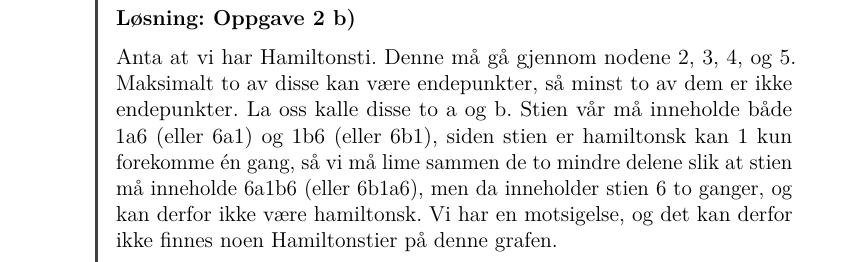 Løsning: Oppgave 2 b)
Anta at vi har Hamiltonsti. Denne må gå gjennom nodene 2, 3, 4, og 5.
Maksimalt to av disse kan være endepunkter, så minst to av dem er ikke
endepunkter. La oss kalle disse to a og b. Stien vår må inneholde både
1a6 (eller 6a1) og 1b6 (eller 6b1), siden stien er hamiltonsk kan 1 kun
forekomme én gang, så vi må lime sammen de to mindre delene slik at stien
må inneholde 6a1b6 (eller 6b1a6), men da inneholder stien 6 to ganger, og
kan derfor ikke være hamiltonsk. Vi har en motsigelse, og det kan derfor
ikke finnes noen Hamiltonstier på denne grafen.